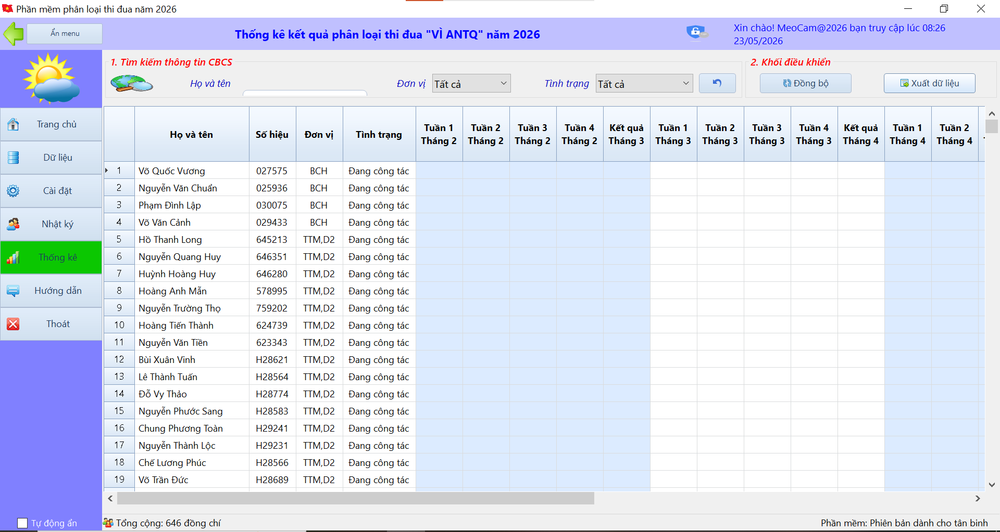 Phần mềm phân loại thi đua năm 2026
Ẩn menu
Thống kê kết quả phân loại thi đua "VÌ ANTQ" năm 2026
Xin chào! MeoCam@2026 bạn truy cập lúc 08:26
23/05/2026
1. Tìm kiếm thông tin CBCS
Họ và tên
Đơn vị
Tất cả
Tình trạng
Tất cả
2. Khối điều khiển
Đồng bộ
Xuất dữ liệu
Trang chủ
Dữ liệu
Cài đặt
Nhật ký
Thống kê
Hướng dẫn
Thoát
Tự động ẩn
Họ và tên Số hiệu Đơn vị Tình trạng Tuần 1 Tháng 2 Tuần 2 Tháng 2 Tuần 3 Tháng 2 Tuần 4 Tháng 2 Kết quả Tháng 3 Tuần 1 Tháng 3 Tuần 2 Tháng 3 Tuần 3 Tháng 3 Tuần 4 Tháng 3 Kết quả Tháng 4 Tuần 1 Tháng 4 Tuần 2 Tháng 4
1 Võ Quốc Vương 027575 BCH Đang công tác
2 Nguyễn Văn Chuẩn 025936 BCH Đang công tác
3 Phạm Đình Lập 030075 BCH Đang công tác
4 Võ Văn Cảnh 029433 BCH Đang công tác
5 Hồ Thanh Long 645213 TTM,D2 Đang công tác
6 Nguyễn Quang Huy 646351 TTM,D2 Đang công tác
7 Huỳnh Hoàng Huy 646280 TTM,D2 Đang công tác
8 Hoàng Anh Mẫn 578995 TTM,D2 Đang công tác
9 Nguyễn Trường Thọ 759202 TTM,D2 Đang công tác
10 Hoàng Tiến Thành 624739 TTM,D2 Đang công tác
11 Nguyễn Văn Tiền 623343 TTM,D2 Đang công tác
12 Bùi Xuân Vinh H28621 TTM,D2 Đang công tác
13 Lê Thành Tuấn H28564 TTM,D2 Đang công tác
14 Đỗ Vy Thảo H28774 TTM,D2 Đang công tác
15 Nguyễn Phước Sang H28583 TTM,D2 Đang công tác
16 Chung Phương Toàn H29241 TTM,D2 Đang công tác
17 Nguyễn Thành Lộc H29231 TTM,D2 Đang công tác
18 Chế Lương Phúc H28566 TTM,D2 Đang công tác
19 Võ Trần Đức H28689 TTM,D2 Đang công tác
Tổng cộng: 646 đồng chí
Phần mềm: Phiên bản dành cho tân binh